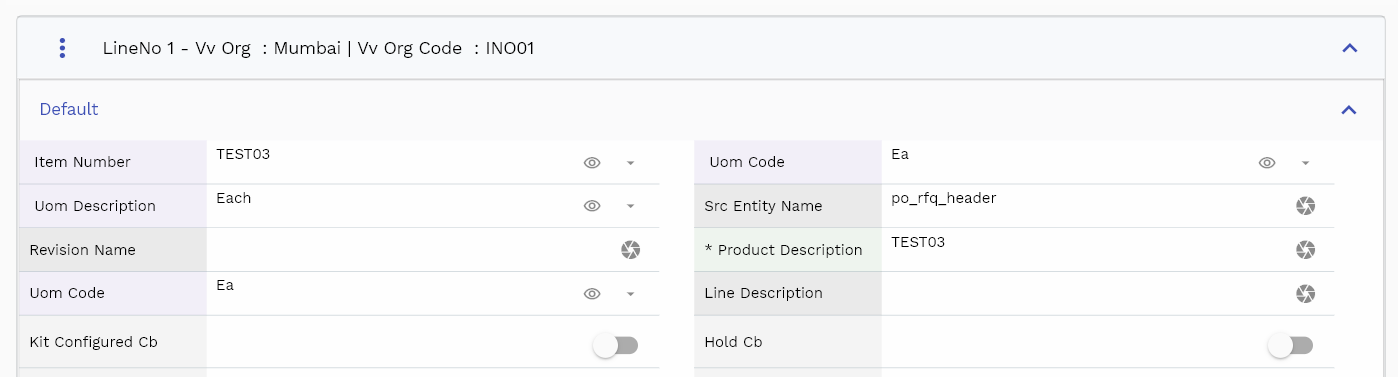 LineNo 1 - Vv Org : Mumbai | Vv Org Code : INO01
Default
Item Number TEST03 Uom Code Ea
Uom Description Each Src Entity Name po_rfq_header
Revision Name * Product Description TEST03
Uom Code Ea Line Description
Kit Configured Cb Hold Cb